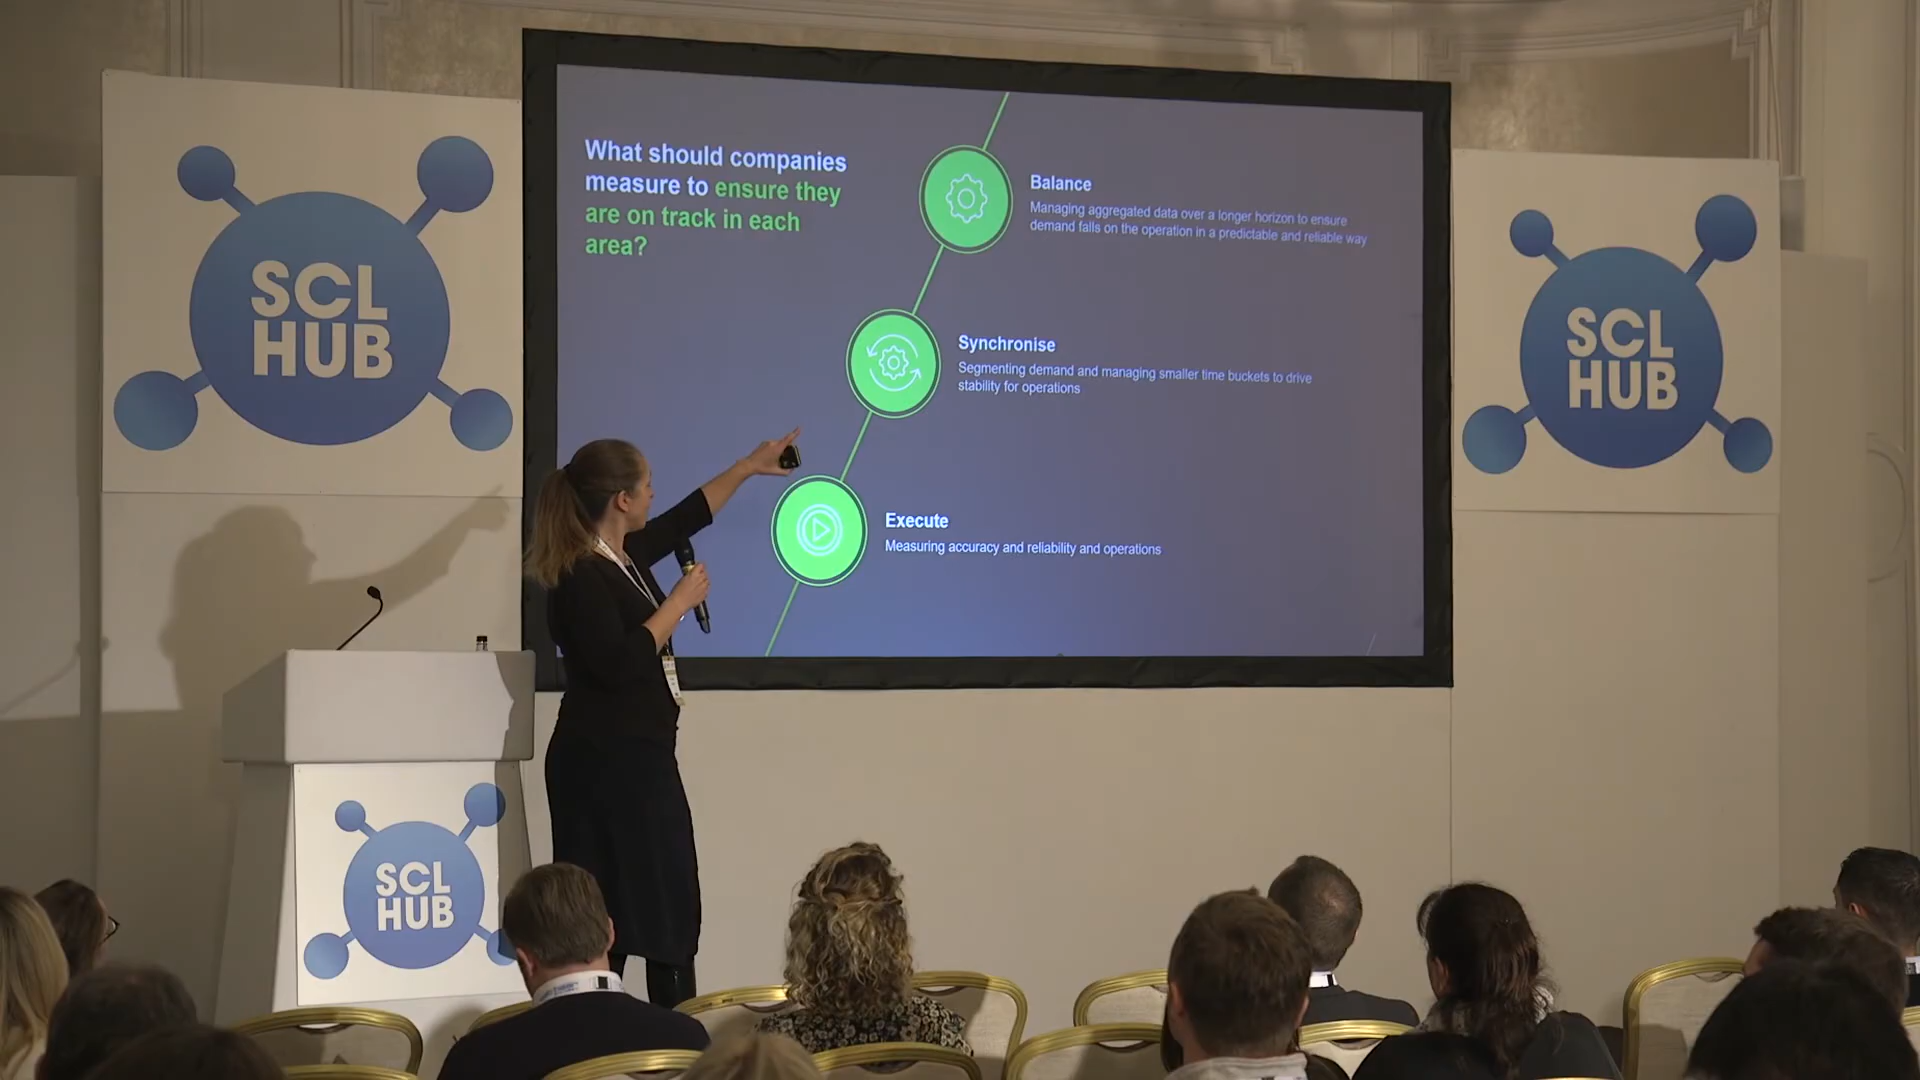 SCL
HUB
What should companies
measure to ensure they
are on track in each
area?
Balance
Managing aggregated data over a longer horizon to ensure
demand falls on the operation in a predictable and reliable way
Synchronise
Segmenting demand and managing smaller time buckets to drive
stability for operations
Execute
Measuring accuracy and reliability and operations
SCL
HUB
SCL
HUB